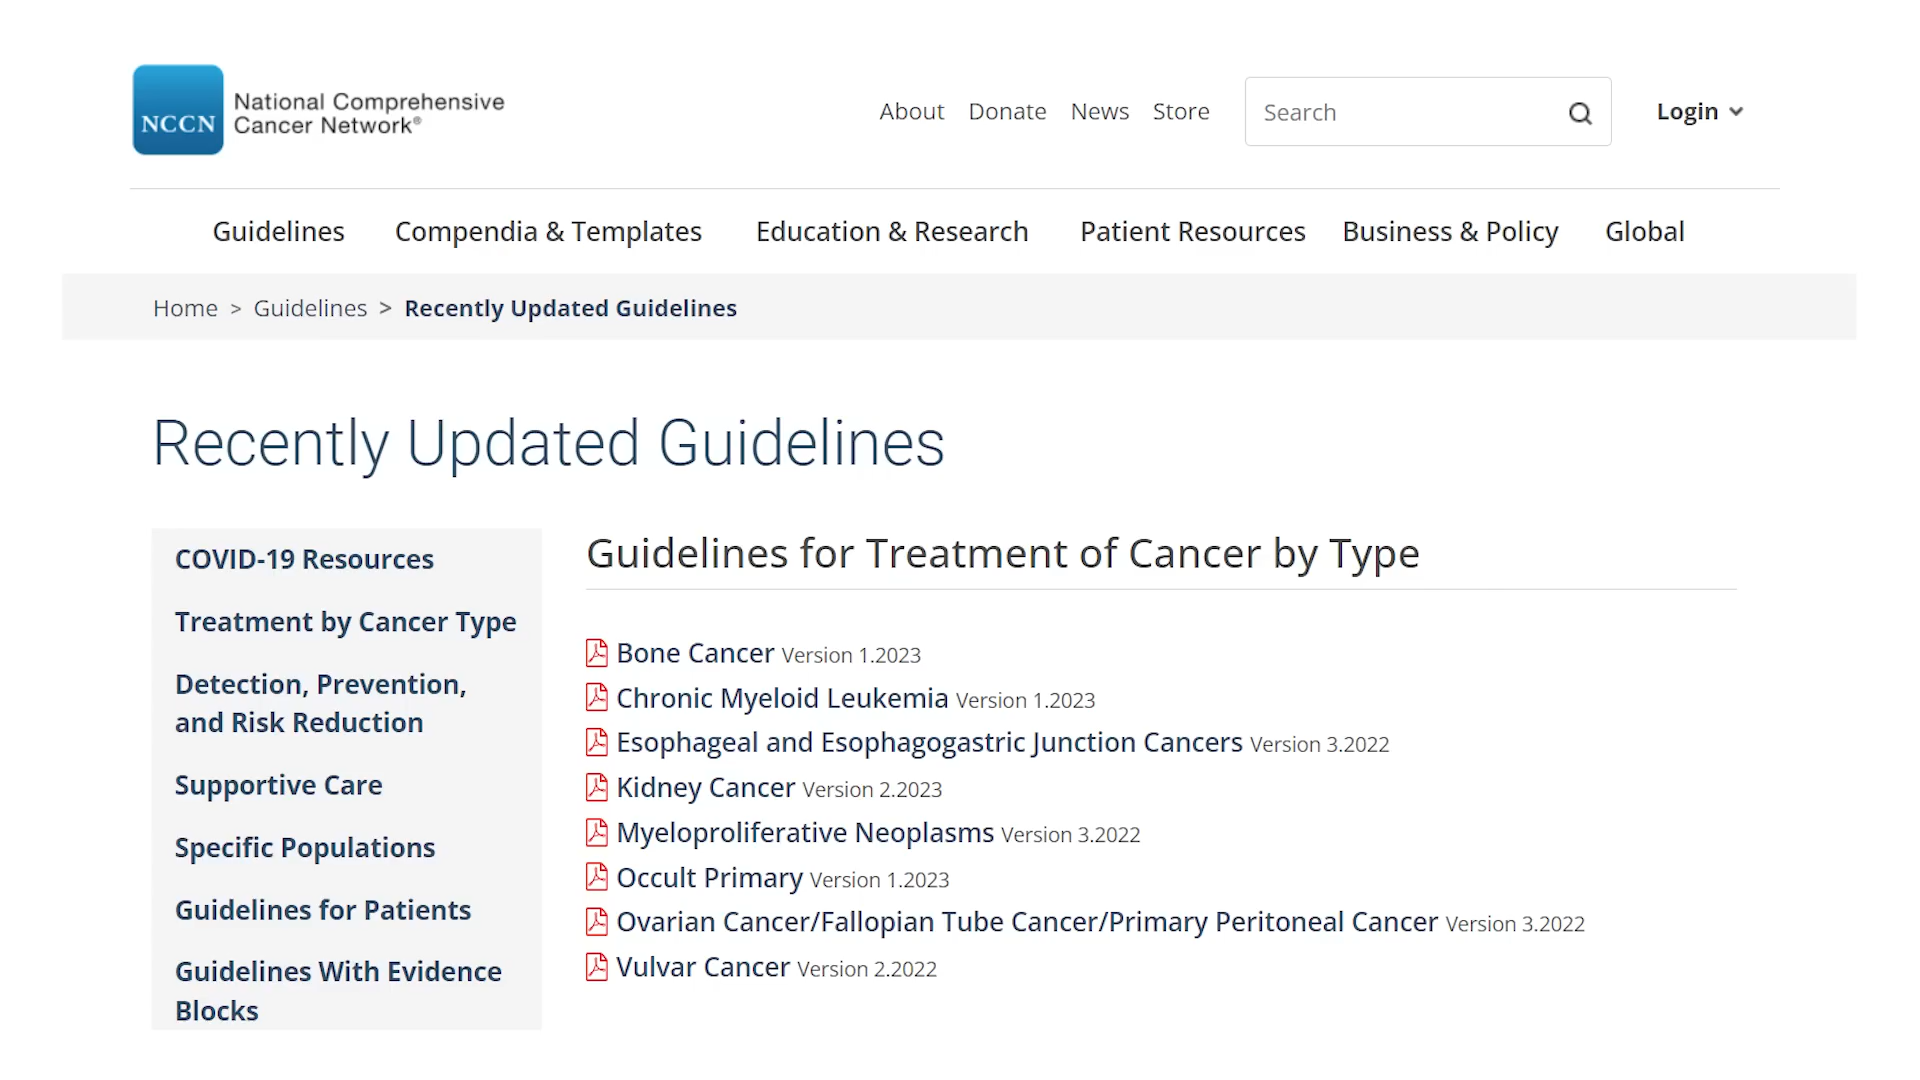 NCCN National Comprehensive
Cancer Network®
About Donate News Store Search Login
Guidelines Compendia & Templates Education & Research Patient Resources Business & Policy Global
Home > Guidelines > Recently Updated Guidelines
Recently Updated Guidelines
COVID-19 Resources
Treatment by Cancer Type
Detection, Prevention,
and Risk Reduction
Supportive Care
Specific Populations
Guidelines for Patients
Guidelines With Evidence
Blocks
Guidelines for Treatment of Cancer by Type
Bone Cancer Version 1.2023
Chronic Myeloid Leukemia Version 1.2023
Esophageal and Esophagogastric Junction Cancers Version 3.2022
Kidney Cancer Version 2.2023
Myeloproliferative Neoplasms Version 3.2022
Occult Primary Version 1.2023
Ovarian Cancer/Fallopian Tube Cancer/Primary Peritoneal Cancer Version 3.2022
Vulvar Cancer Version 2.2022